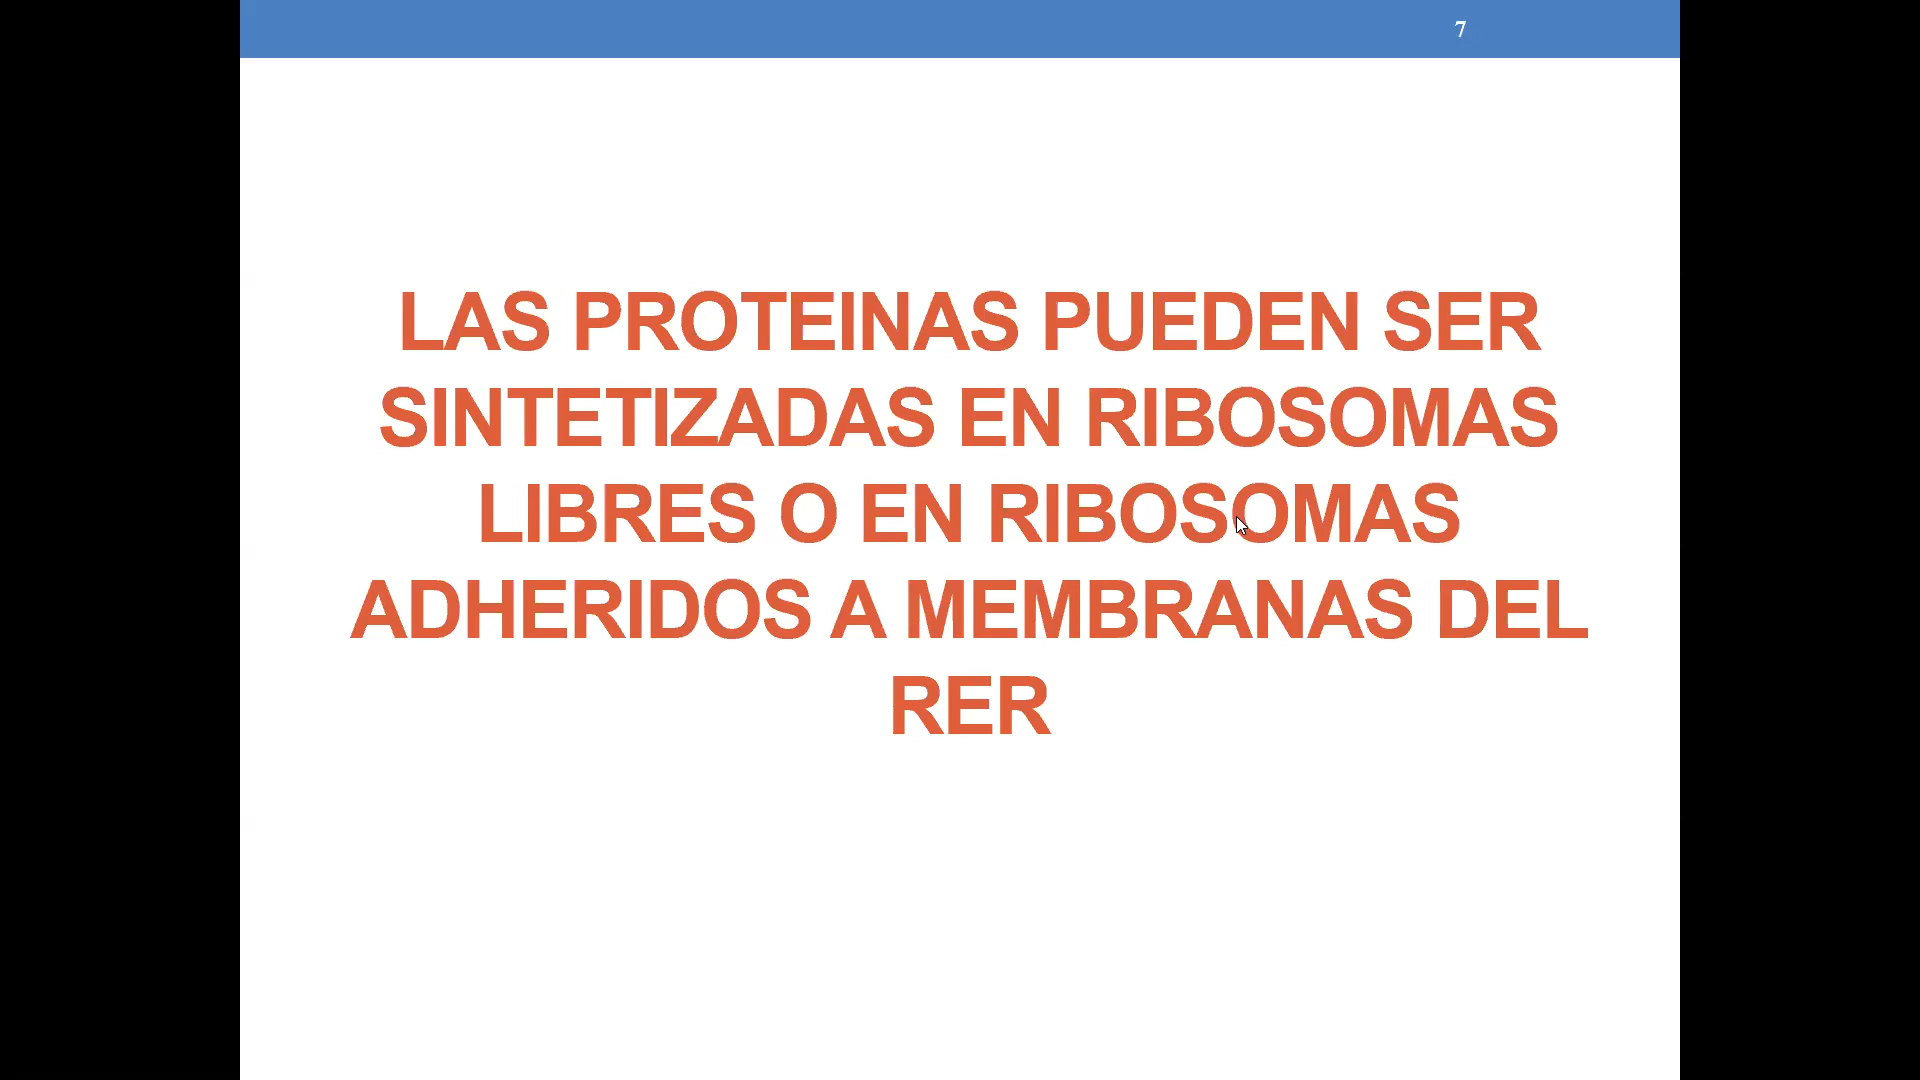 7
LAS PROTEINAS PUEDEN SER
SINTETIZADAS EN RIBOSOMAS
LIBRES O EN RIBOSOMAS
ADHERIDOS A MEMBRANAS DEL
RER